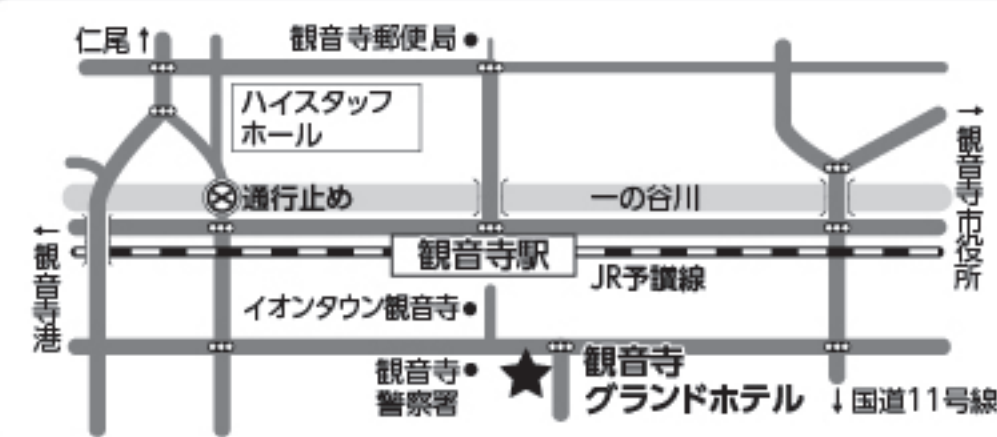 仁尾↑
観音寺郵便局●
ハイスタッフ
ホール
→観音寺市役所
通行止め
一の谷川
観音寺駅
JR予讃線
↑観音寺港
イオンタウン観音寺●
観音寺●
警察署
観音寺
グランドホテル
↓国道11号線